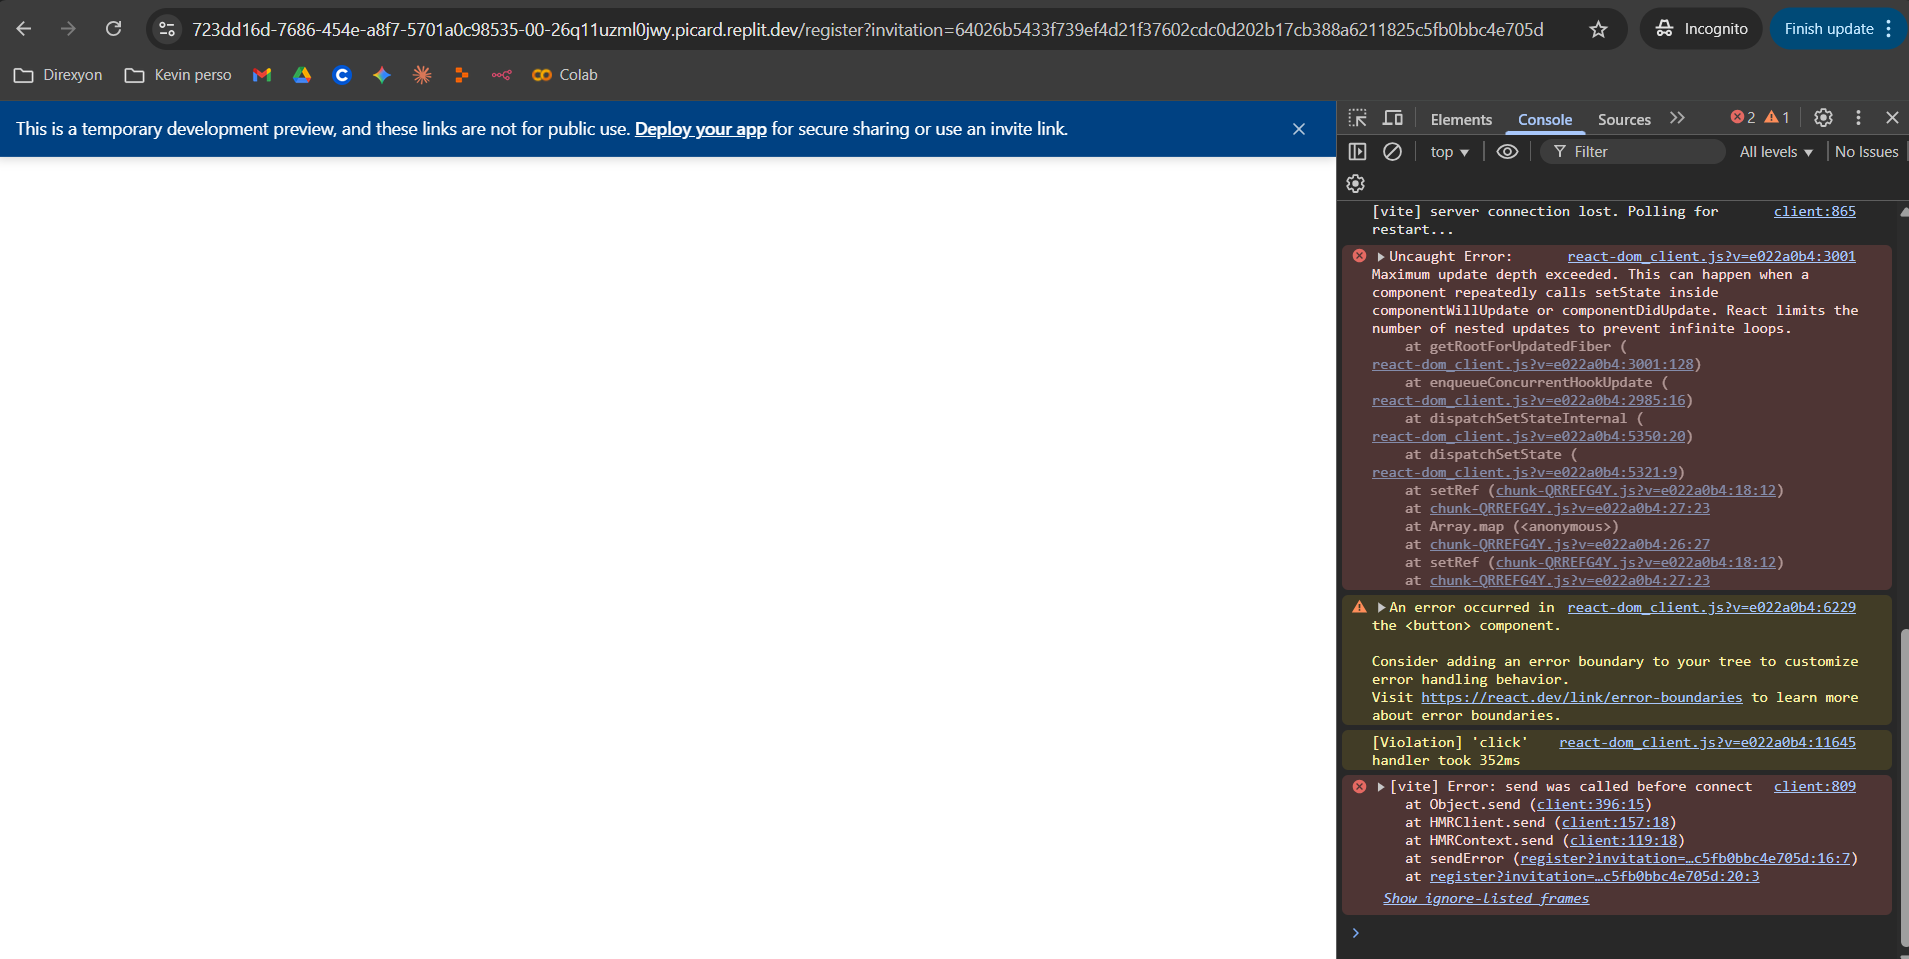 723dd16d-7686-454e-a8f7-5701a0c98535-00-26q11uzml0jwy.picard.replit.dev/register?invitation=64026b5433f739ef4d21f37602cdc0d202b17cb388a6211825c5fb0bbc4e705d
Incognito
Finish update
Direxyon
Kevin perso
Colab
This is a temporary development preview, and these links are not for public use. Deploy your app for secure sharing or use an invite link.
Elements Console Sources 2 1
top Filter All levels No Issues
[vite] server connection lost. Polling for client:865
restart...
Uncaught Error: react-dom_client.js?v=e022a0b4:3001
Maximum update depth exceeded. This can happen when a
component repeatedly calls setState inside
componentWillUpdate or componentDidUpdate. React limits the
number of nested updates to prevent infinite loops.
at getRootForUpdatedFiber (
react-dom_client.js?v=e022a0b4:3001:128)
at enqueueConcurrentHookUpdate (
react-dom_client.js?v=e022a0b4:2985:16)
at dispatchSetStateInternal (
react-dom_client.js?v=e022a0b4:5350:20)
at dispatchSetState (
react-dom_client.js?v=e022a0b4:5321:9)
at setRef (chunk-QRREFG4Y.js?v=e022a0b4:18:12)
at chunk-QRREFG4Y.js?v=e022a0b4:27:23
at Array.map (<anonymous>)
at chunk-QRREFG4Y.js?v=e022a0b4:26:27
at setRef (chunk-QRREFG4Y.js?v=e022a0b4:18:12)
at chunk-QRREFG4Y.js?v=e022a0b4:27:23
An error occurred in react-dom_client.js?v=e022a0b4:6229
the <button> component.
Consider adding an error boundary to your tree to customize
error handling behavior.
Visit https://react.dev/link/error-boundaries to learn more
about error boundaries.
[Violation] 'click' react-dom_client.js?v=e022a0b4:11645
handler took 352ms
[vite] Error: send was called before connect client:809
at Object.send (client:396:15)
at HMRClient.send (client:157:18)
at HMRContext.send (client:119:18)
at sendError (register?invitation=…c5fb0bbc4e705d:16:7)
at register?invitation=…c5fb0bbc4e705d:20:3
Show ignore-listed frames